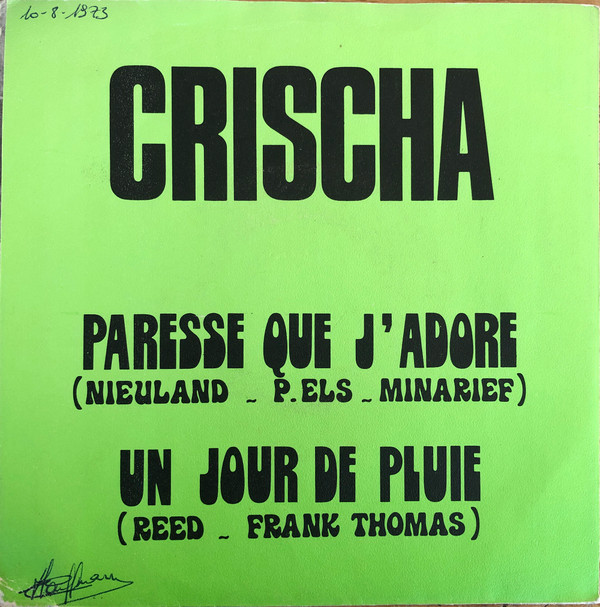 10-8-1973
CRISCHA
PARESSE QUE J'ADORE
(NIEULAND - P.ELS - MINARIEF)
UN JOUR DE PLUIE
(REED - FRANK THOMAS)